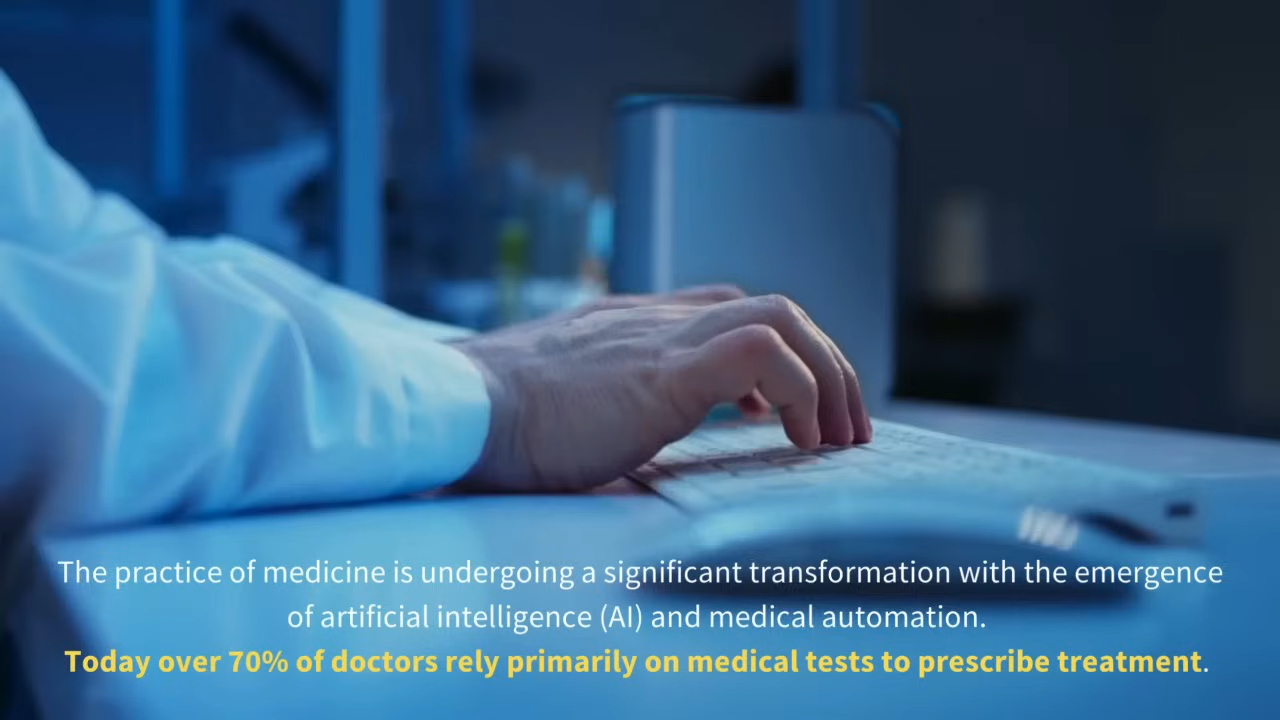 The practice of medicine is undergoing a significant transformation with the emergence
of artificial intelligence (AI) and medical automation.
Today over 70% of doctors rely primarily on medical tests to prescribe treatment.